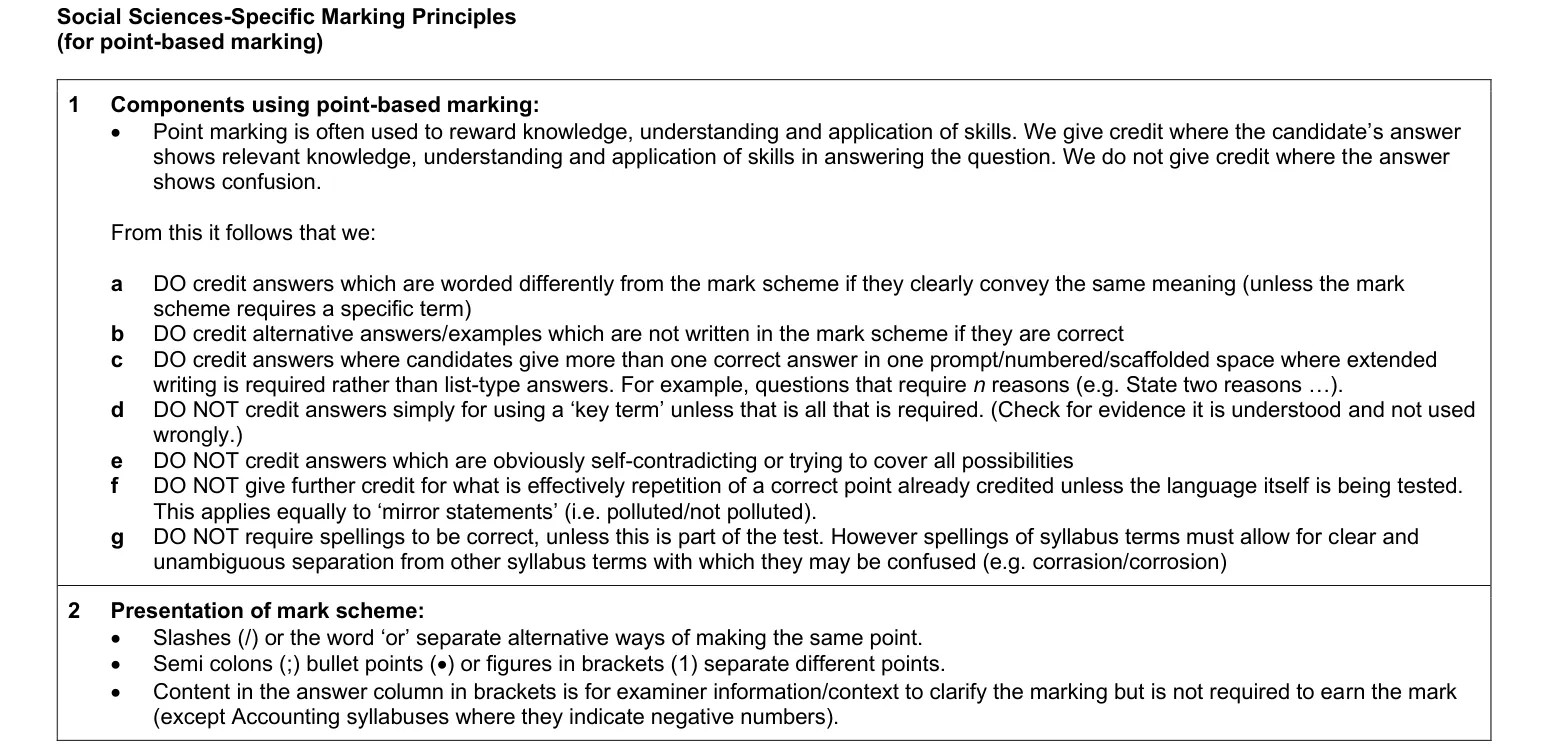 Social Sciences-Specific Marking Principles
(for point-based marking)
1 Components using point-based marking:
• Point marking is often used to reward knowledge, understanding and application of skills. We give credit where the candidate's answer
shows relevant knowledge, understanding and application of skills in answering the question. We do not give credit where the answer
shows confusion.
From this it follows that we:
a DO credit answers which are worded differently from the mark scheme if they clearly convey the same meaning (unless the mark
scheme requires a specific term)
b DO credit alternative answers/examples which are not written in the mark scheme if they are correct
c DO credit answers where candidates give more than one correct answer in one prompt/numbered/scaffolded space where extended
writing is required rather than list-type answers. For example, questions that require n reasons (e.g. State two reasons …).
d DO NOT credit answers simply for using a ‘key term’ unless that is all that is required. (Check for evidence it is understood and not used
wrongly.)
e DO NOT credit answers which are obviously self-contradicting or trying to cover all possibilities
f DO NOT give further credit for what is effectively repetition of a correct point already credited unless the language itself is being tested.
This applies equally to ‘mirror statements’ (i.e. polluted/not polluted).
g DO NOT require spellings to be correct, unless this is part of the test. However spellings of syllabus terms must allow for clear and
unambiguous separation from other syllabus terms with which they may be confused (e.g. corrasion/corrosion)
2 Presentation of mark scheme:
• Slashes (/) or the word ‘or’ separate alternative ways of making the same point.
• Semi colons (;) bullet points (•) or figures in brackets (1) separate different points.
• Content in the answer column in brackets is for examiner information/context to clarify the marking but is not required to earn the mark
(except Accounting syllabuses where they indicate negative numbers).